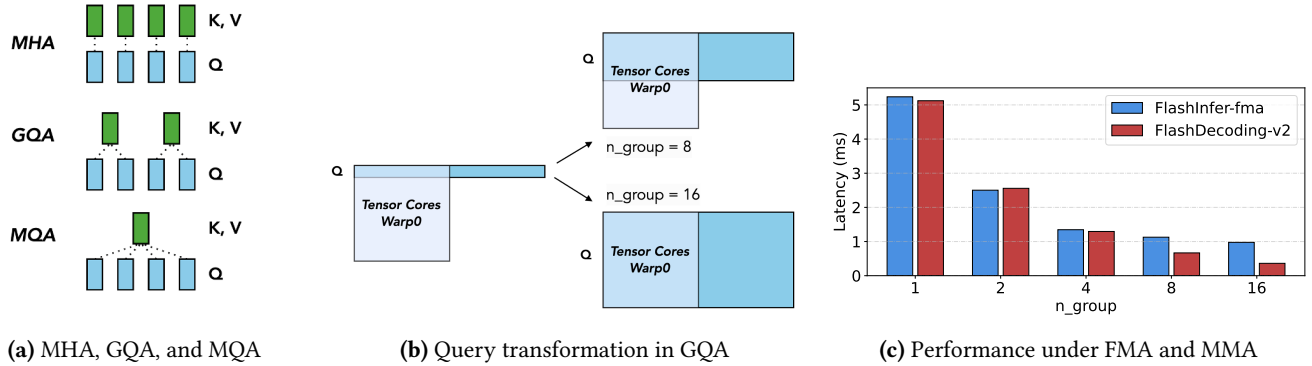 MHA
K, V
Q
GQA
K, V
Q
MQA
K, V
Q
(a) MHA, GQA, and MQA
Q
Tensor Cores
Warp0
Q
Tensor Cores
Warp0
n_group = 8
n_group = 16
Q
Tensor Cores
Warp0
(b) Query transformation in GQA
FlashInfer-fma
FlashDecoding-v2
Latency (ms)
5
4
3
2
1
0
1 2 4 8 16
n_group
(c) Performance under FMA and MMA